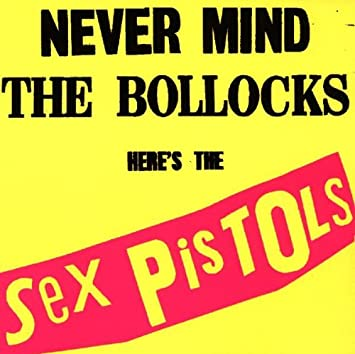 NEVER MIND
THE BOLLOCKS
HERE'S THE
SEX PiSTOLS